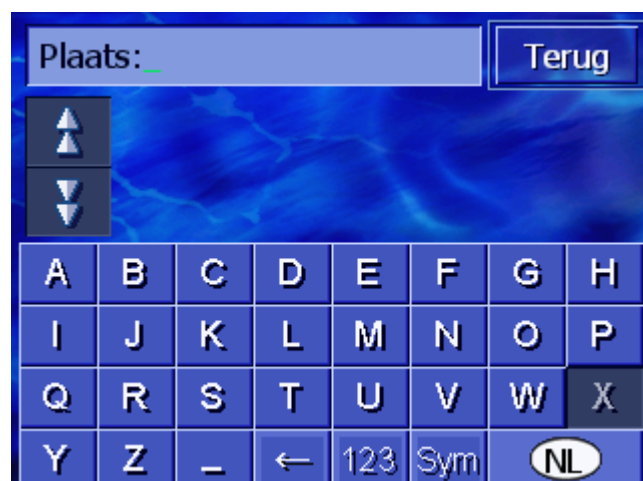 Plaats:_ Terug
A B C D E F G H
I J K L M N O P
Q R S T U V W X
Y Z _ ← 123 Sym NL